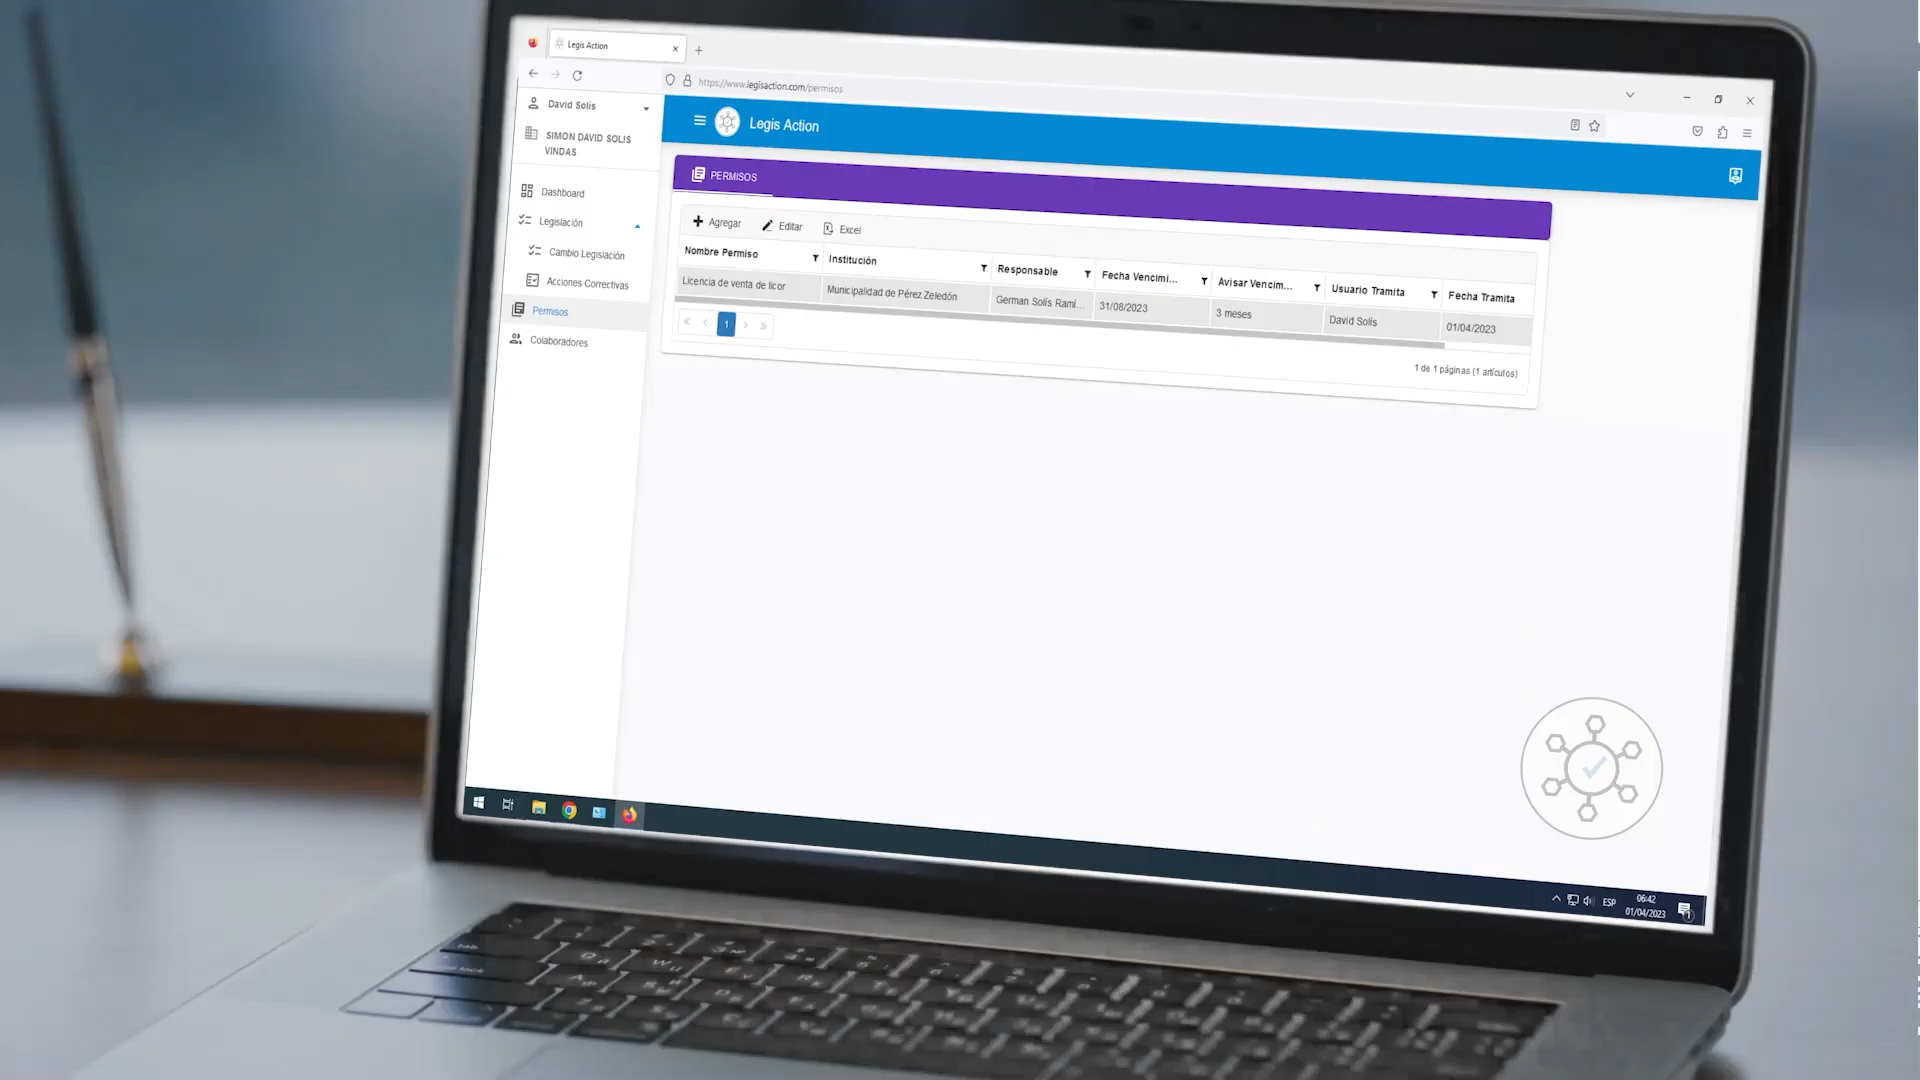 Legis Action
https://www.legisaction.com/permisos
David Solís
SIMON DAVID SOLIS
VINDAS
Dashboard
Legislación
Cambio Legislación
Acciones Correctivas
Permisos
Colaboradores
Legis Action
PERMISOS
Agregar Editar Excel
Nombre Permiso Institución Responsable Fecha Vencimi... Avisar Vencim... Usuario Tramita Fecha Tramita
Licencia de venta de licor Municipalidad de Pérez Zeledón German Solís Rami... 31/08/2023 3 meses David Solís 01/04/2023
1
1 de 1 páginas (1 artículos)
ESP
06:42
01/04/2023